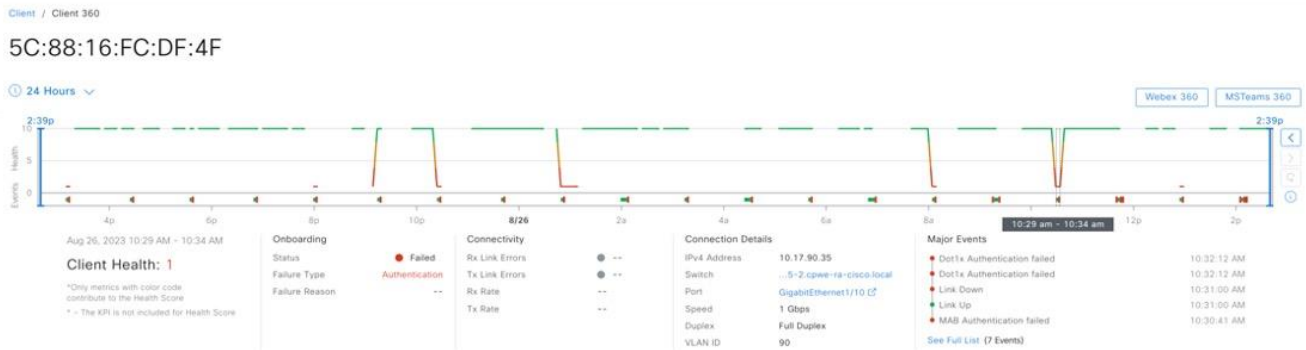 Client / Client 360
5C:88:16:FC:DF:4F
24 Hours
Webex 360 MSTeams 360
2:39p 2:39p
10
Health 5
Events 0
4p 6p 8p 10p 8/26 2a 4a 6a 8a 12p 2p
10:29 am - 10:34 am
Aug 26, 2023 10:29 AM - 10:34 AM
Client Health: 1
*Only metrics with color code
contribute to the Health Score
* - The KPI is not included for Health Score
Onboarding
Status Failed
Failure Type Authentication
Failure Reason --
Connectivity
Rx Link Errors --
Tx Link Errors --
Rx Rate --
Tx Rate --
Connection Details
IPv4 Address 10.17.90.35
Switch ...5-2.cpwe-ra-cisco.local
Port GigabitEthernet1/10
Speed 1 Gbps
Duplex Full Duplex
VLAN ID 90
Major Events
Dot1x Authentication failed 10:32:12 AM
Dot1x Authentication failed 10:32:12 AM
Link Down 10:31:00 AM
Link Up 10:31:00 AM
MAB Authentication failed 10:30:41 AM
See Full List (7 Events)